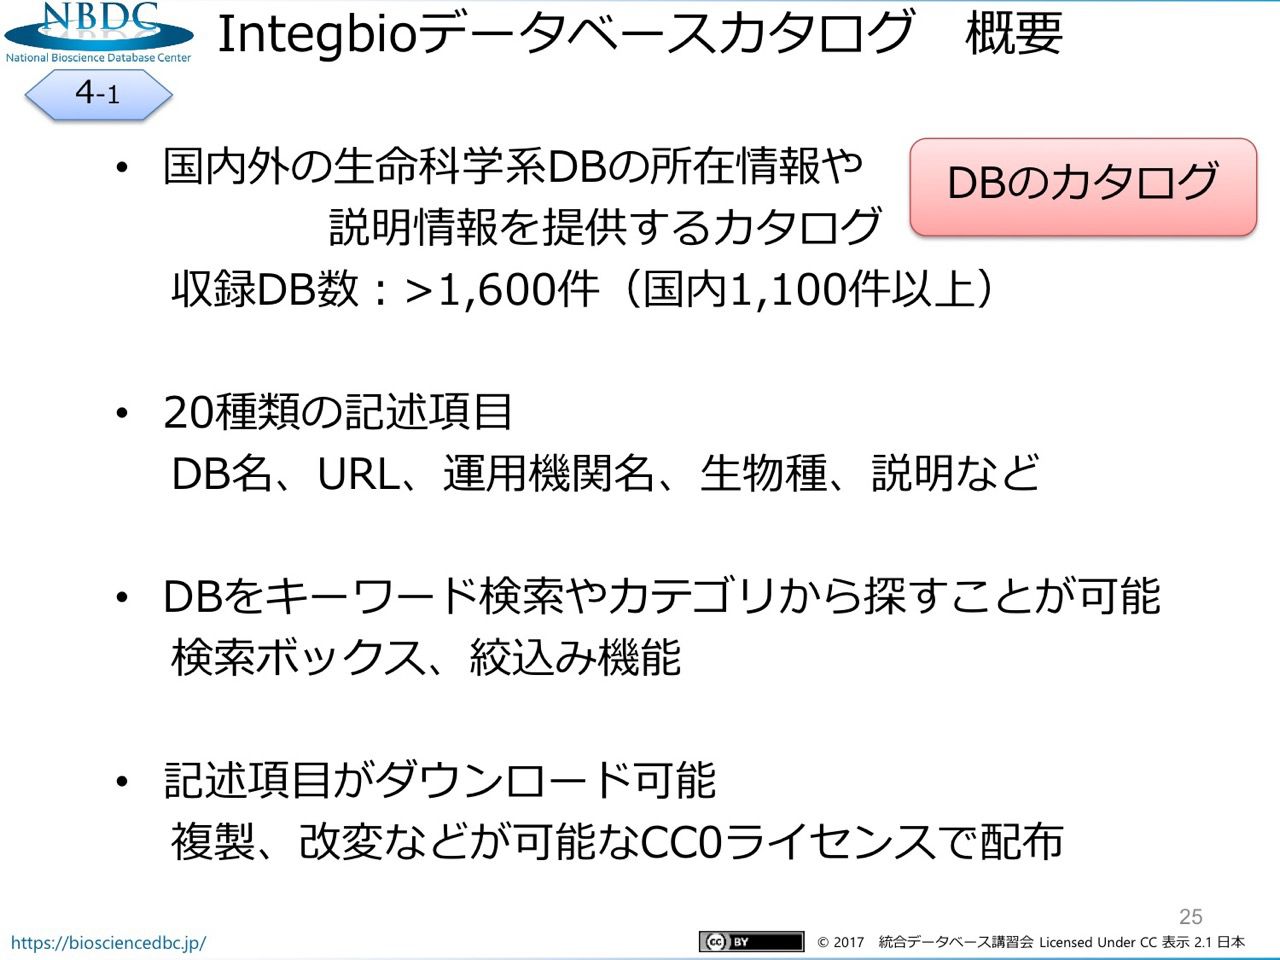 NBDC
National Bioscience Database Center
Integbioデータベースカタログ　概要
4-1
• 国内外の生命科学系DBの所在情報や
説明情報を提供するカタログ
収録DB数：>1,600件（国内1,100件以上）
DBのカタログ
• 20種類の記述項目
DB名、URL、運用機関名、生物種、説明など
• DBをキーワード検索やカテゴリから探すことが可能
検索ボックス、絞込み機能
• 記述項目がダウンロード可能
複製、改変などが可能なCC0ライセンスで配布
25
https://biosciencedbc.jp/
cc BY
© 2017　統合データベース講習会 Licensed Under CC 表示 2.1 日本